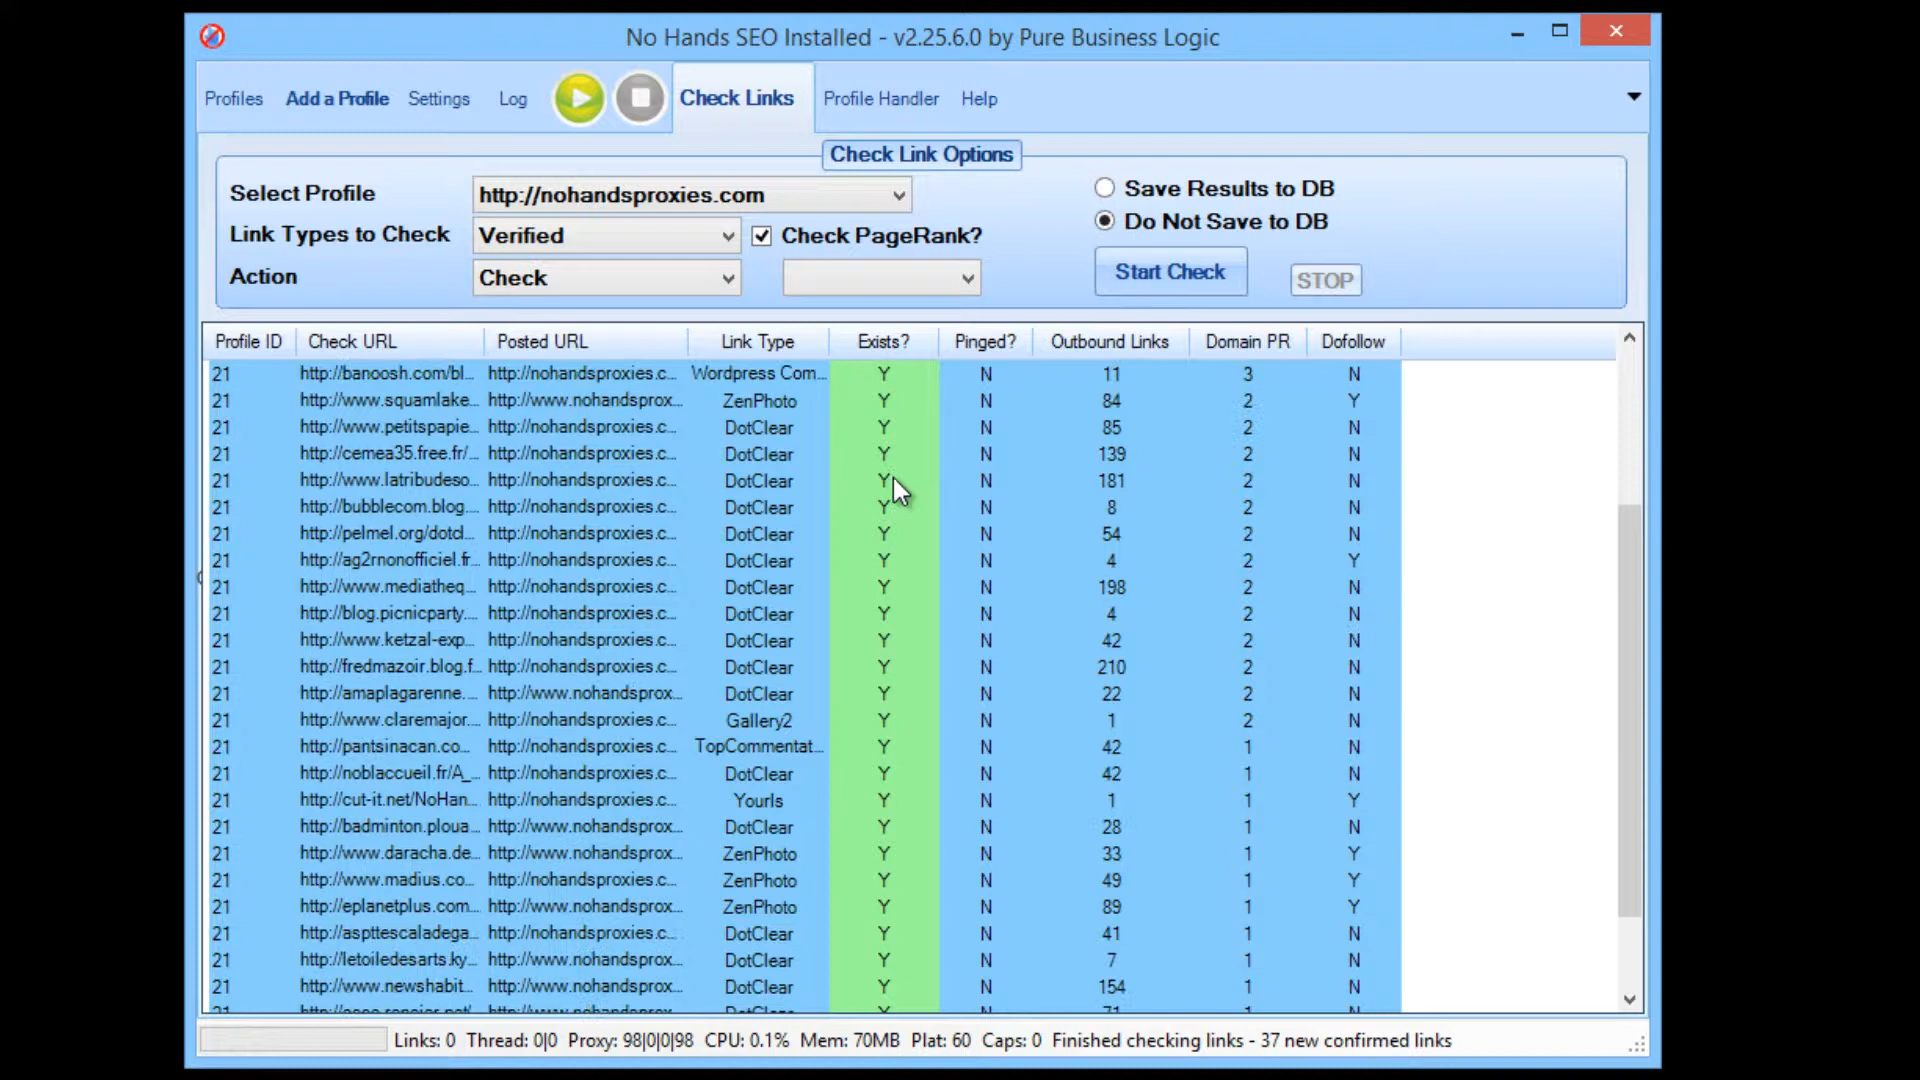 No Hands SEO Installed - v2.25.6.0 by Pure Business Logic
Profiles Add a Profile Settings Log Check Links Profile Handler Help
Check Link Options
Select Profile http://nohandsproxies.com Save Results to DB
Link Types to Check Verified Check PageRank? Do Not Save to DB
Action Check Start Check STOP
Profile ID Check URL Posted URL Link Type Exists? Pinged? Outbound Links Domain PR Dofollow
21 http://banoosh.com/bl... http://nohandsproxies.c... Wordpress Com... Y N 11 3 N
21 http://www.squamlake... http://www.nohandsprox... ZenPhoto Y N 84 2 Y
21 http://www.petitspapie... http://nohandsproxies.c... DotClear Y N 85 2 N
21 http://cemea35.free.fr/... http://nohandsproxies.c... DotClear Y N 139 2 N
21 http://www.latribudeso... http://nohandsproxies.c... DotClear Y N 181 2 N
21 http://bubblecom.blog.... http://nohandsproxies.c... DotClear Y N 8 2 N
21 http://pelmel.org/dotcl... http://nohandsproxies.c... DotClear Y N 54 2 N
21 http://ag2rnonofficiel.fr... http://nohandsproxies.c... DotClear Y N 4 2 Y
21 http://www.mediatheq... http://nohandsproxies.c... DotClear Y N 198 2 N
21 http://blog.picnicparty.... http://nohandsproxies.c... DotClear Y N 4 2 N
21 http://www.ketzal-exp... http://nohandsproxies.c... DotClear Y N 42 2 N
21 http://fredmazoir.blog.f... http://nohandsproxies.c... DotClear Y N 210 2 N
21 http://amaplagarenne.... http://www.nohandsprox... DotClear Y N 22 2 N
21 http://www.claremajor.... http://nohandsproxies.c... Gallery2 Y N 1 2 N
21 http://pantsinacan.co... http://nohandsproxies.c... TopCommentat... Y N 42 1 N
21 http://noblaccueil.fr/A_... http://nohandsproxies.c... DotClear Y N 42 1 N
21 http://cut-it.net/NoHan... http://nohandsproxies.c... Yourls Y N 1 1 Y
21 http://badminton.ploua... http://www.nohandsprox... DotClear Y N 28 1 N
21 http://www.daracha.de... http://www.nohandsprox... ZenPhoto Y N 33 1 Y
21 http://www.madius.co... http://nohandsproxies.c... ZenPhoto Y N 49 1 Y
21 http://eplanetplus.com... http://www.nohandsprox... ZenPhoto Y N 89 1 Y
21 http://aspttescaladega... http://nohandsproxies.c... DotClear Y N 41 1 N
21 http://letoiledesarts.ky... http://nohandsproxies.c... DotClear Y N 7 1 N
21 http://www.newshabit... http://www.nohandsprox... DotClear Y N 154 1 N
Links: 0 Thread: 0|0 Proxy: 98|0|0|98 CPU: 0.1% Mem: 70MB Plat: 60 Caps: 0 Finished checking links - 37 new confirmed links